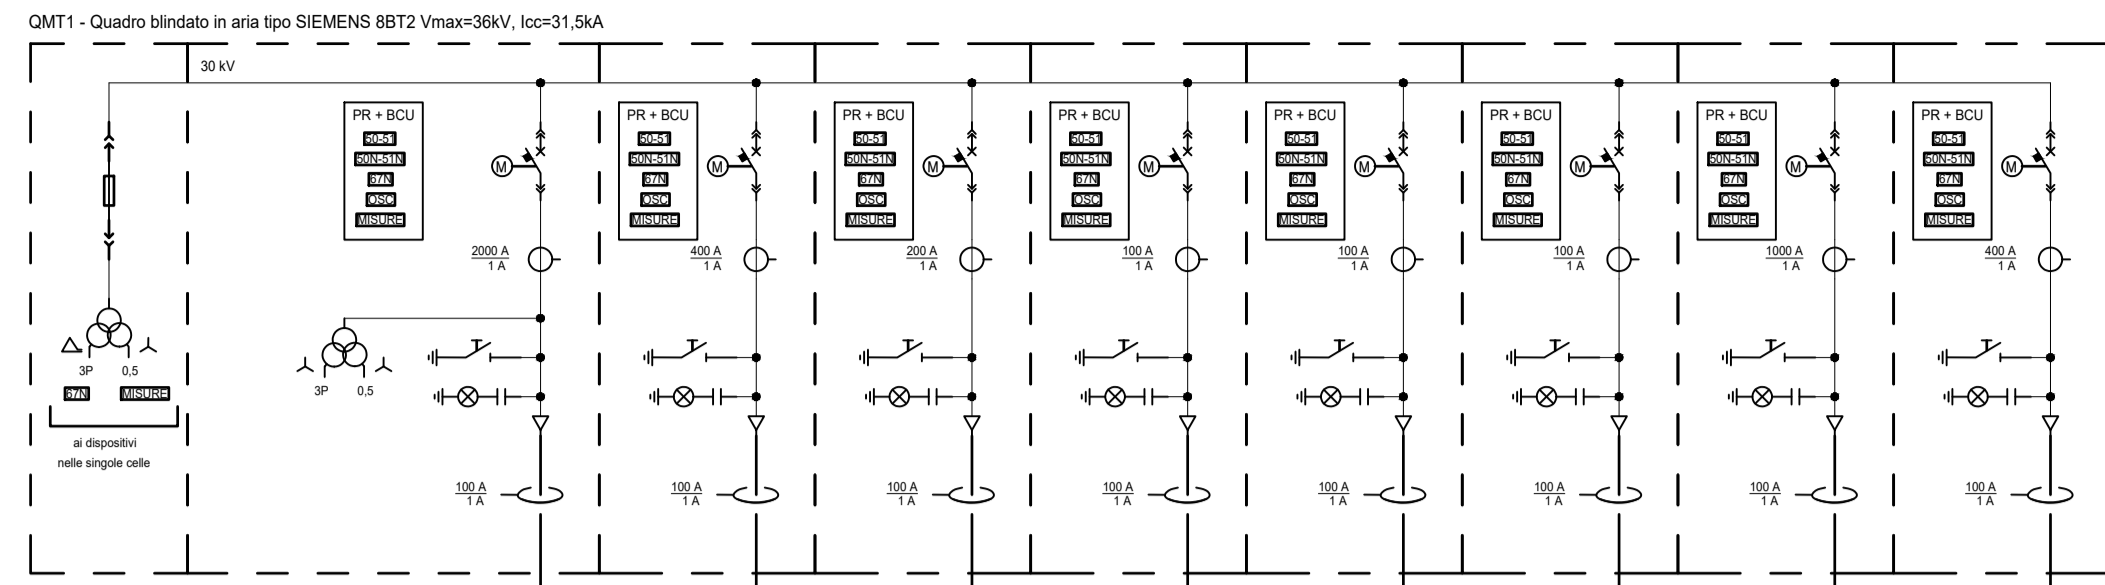 QMT1 - Quadro blindato in aria tipo SIEMENS 8BT2 Vmax=36kV, Icc=31,5kA
30 kV
PR + BCU
50-51
50N-51N
67N
OSC
MISURE
M
2000 A
1 A
3P
0,5
100 A
1 A
PR + BCU
50-51
50N-51N
67N
OSC
MISURE
M
400 A
1 A
100 A
1 A
PR + BCU
50-51
50N-51N
67N
OSC
MISURE
M
200 A
1 A
100 A
1 A
PR + BCU
50-51
50N-51N
67N
OSC
MISURE
M
100 A
1 A
100 A
1 A
PR + BCU
50-51
50N-51N
67N
OSC
MISURE
M
100 A
1 A
100 A
1 A
PR + BCU
50-51
50N-51N
67N
OSC
MISURE
M
100 A
1 A
100 A
1 A
PR + BCU
50-51
50N-51N
67N
OSC
MISURE
M
1000 A
1 A
100 A
1 A
PR + BCU
50-51
50N-51N
67N
OSC
MISURE
M
400 A
1 A
100 A
1 A
3P
0,5
67N
MISURE
ai dispositivi
nelle singole celle